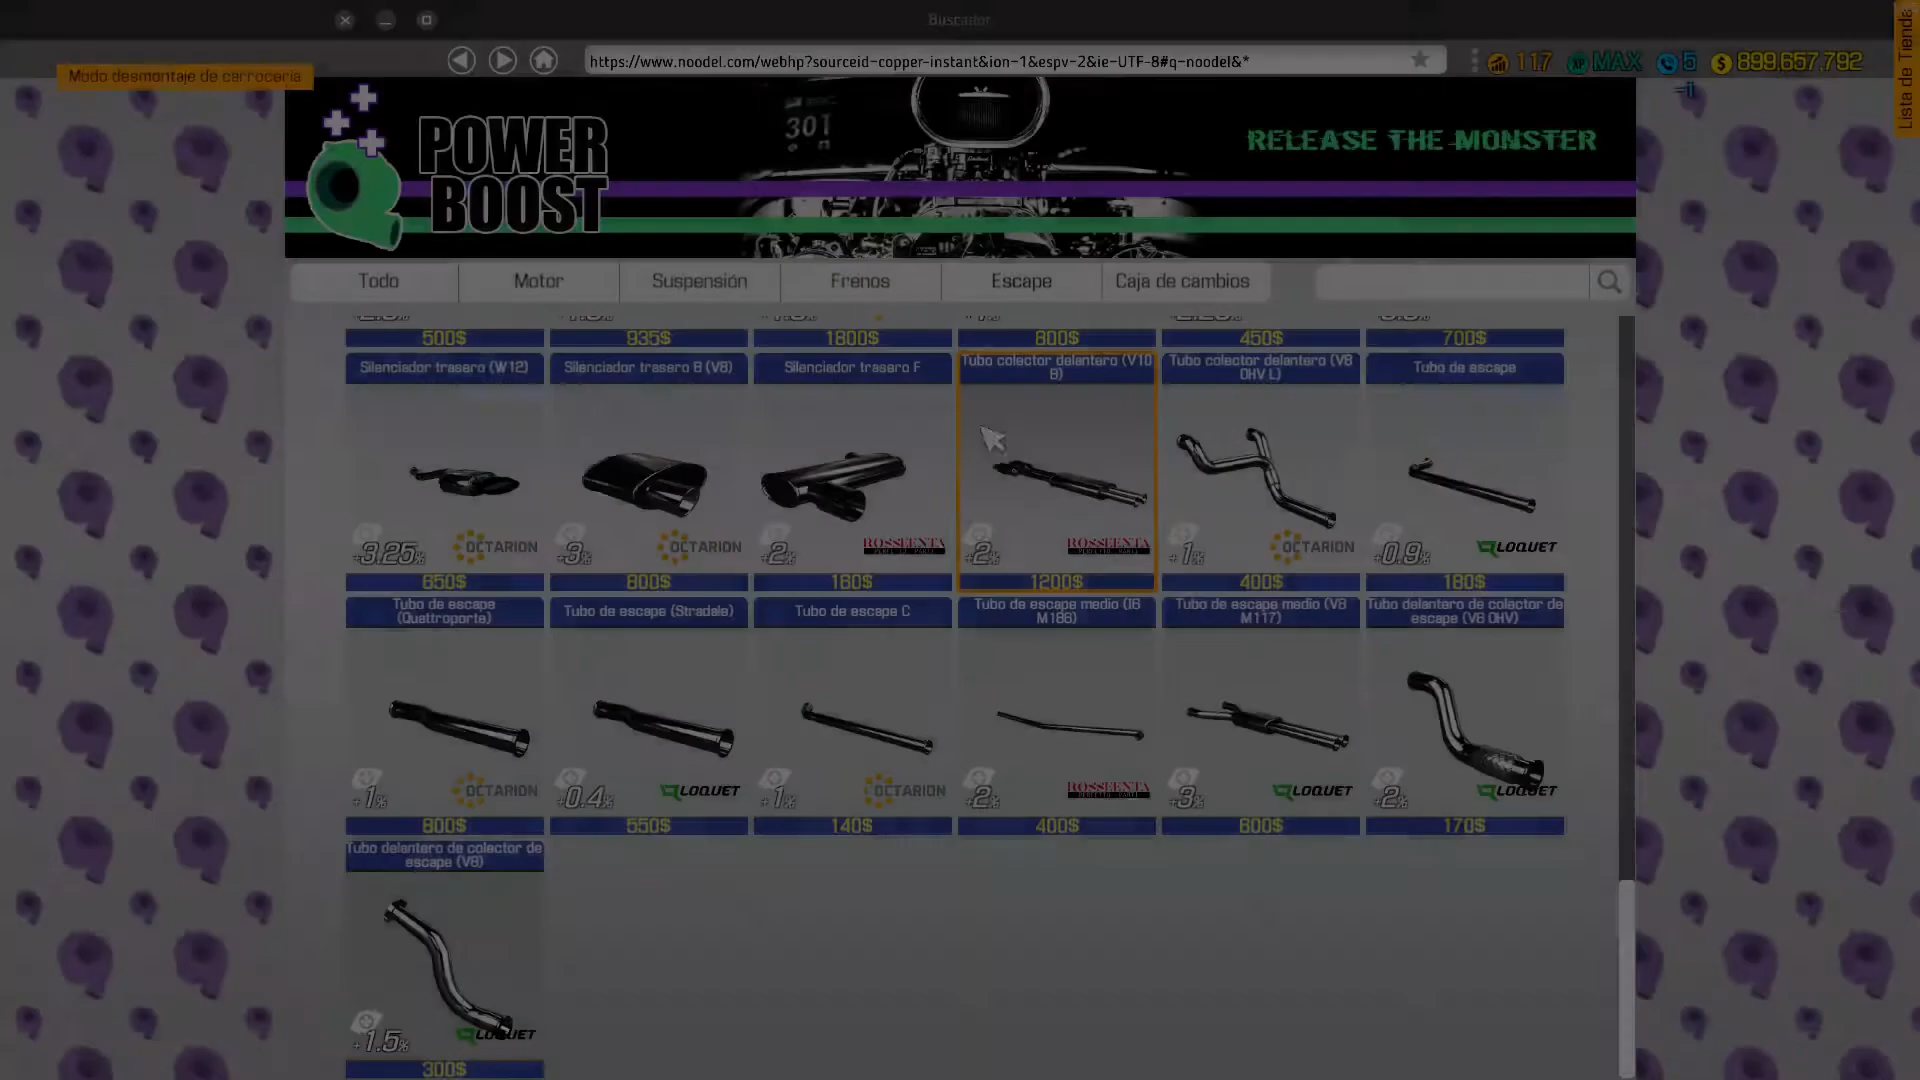 Buscador
https://www.noodel.com/webhp?sourceid-copper-instant&ion-1&espv-2&ie-UTF-8#q-noodel&*
117 XP MAX 5 $ 899,657,792
-1
Lista de Tienda
Modo desmontaje de carrocería
POWER
BOOST
301
RELEASE THE MONSTER
Todo Motor Suspensión Frenos Escape Caja de cambios
500$ 935$ 1800$ 800$ 450$ 700$
Silenciador trasero (W12)
Silenciador trasero B (V8)
Silenciador trasero F
Tubo colector delantero (V10
B)
Tubo colector delantero (V8
OHV L)
Tubo de escape
+3.25% OCTARION
+3% OCTARION
+2% ROSSEENTA
+2% ROSSEENTA
+1% OCTARION
+0.9% LOQUET
650$ 800$ 160$ 1200$ 400$ 180$
Tubo de escape
(Quattroporte)
Tubo de escape (Stradale)
Tubo de escape C
Tubo de escape medio (I6
M186)
Tubo de escape medio (V8
M117)
Tubo delantero de colector de
escape (V8 OHV)
+1% OCTARION
+0.4% LOQUET
+1% OCTARION
+2% ROSSEENTA
+3% LOQUET
+2% LOQUET
800$ 550$ 140$ 400$ 600$ 170$
Tubo delantero de colector de
escape (V8)
+1.5% LOQUET
300$